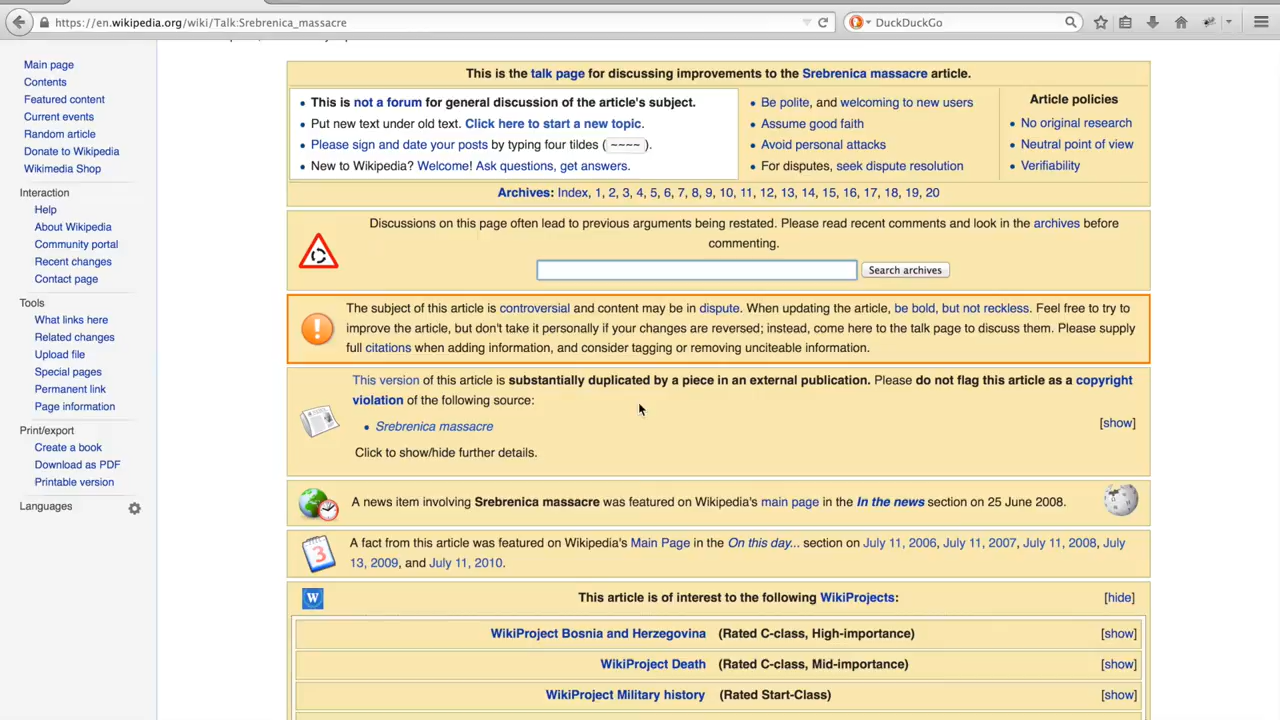 https://en.wikipedia.org/wiki/Talk:Srebrenica_massacre
DuckDuckGo
Main page
Contents
Featured content
Current events
Random article
Donate to Wikipedia
Wikimedia Shop
Interaction
Help
About Wikipedia
Community portal
Recent changes
Contact page
Tools
What links here
Related changes
Upload file
Special pages
Permanent link
Page information
Print/export
Create a book
Download as PDF
Printable version
Languages
This is the talk page for discussing improvements to the Srebrenica massacre article.
• This is not a forum for general discussion of the article's subject.
• Put new text under old text. Click here to start a new topic.
• Please sign and date your posts by typing four tildes ( ~~~~ ).
• New to Wikipedia? Welcome! Ask questions, get answers.
• Be polite, and welcoming to new users
• Assume good faith
• Avoid personal attacks
• For disputes, seek dispute resolution
Article policies
• No original research
• Neutral point of view
• Verifiability
Archives: Index, 1, 2, 3, 4, 5, 6, 7, 8, 9, 10, 11, 12, 13, 14, 15, 16, 17, 18, 19, 20
Discussions on this page often lead to previous arguments being restated. Please read recent comments and look in the archives before
commenting.
Search archives
The subject of this article is controversial and content may be in dispute. When updating the article, be bold, but not reckless. Feel free to try to
improve the article, but don't take it personally if your changes are reversed; instead, come here to the talk page to discuss them. Please supply
full citations when adding information, and consider tagging or removing unciteable information.
This version of this article is substantially duplicated by a piece in an external publication. Please do not flag this article as a copyright
violation of the following source:
• Srebrenica massacre
[show]
Click to show/hide further details.
A news item involving Srebrenica massacre was featured on Wikipedia's main page in the In the news section on 25 June 2008.
3
A fact from this article was featured on Wikipedia's Main Page in the On this day... section on July 11, 2006, July 11, 2007, July 11, 2008, July
13, 2009, and July 11, 2010.
W
This article is of interest to the following WikiProjects:
[hide]
WikiProject Bosnia and Herzegovina (Rated C-class, High-importance)
[show]
WikiProject Death (Rated C-class, Mid-importance)
[show]
WikiProject Military history (Rated Start-Class)
[show]